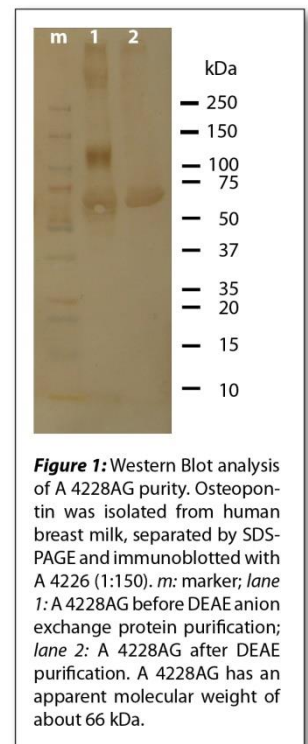 m 1 2
kDa
250
150
100
75
50
37
35
20
15
10
Figure 1: Western Blot analysis
of A 4228AG purity. Osteopon-
tin was isolated from human
breast milk, separated by SDS-
PAGE and immunoblotted with
A 4226 (1:150). m: marker; lane
1: A 4228AG before DEAE anion
exchange protein purification;
lane 2: A 4228AG after DEAE
purification. A 4228AG has an
apparent molecular weight of
about 66 kDa.